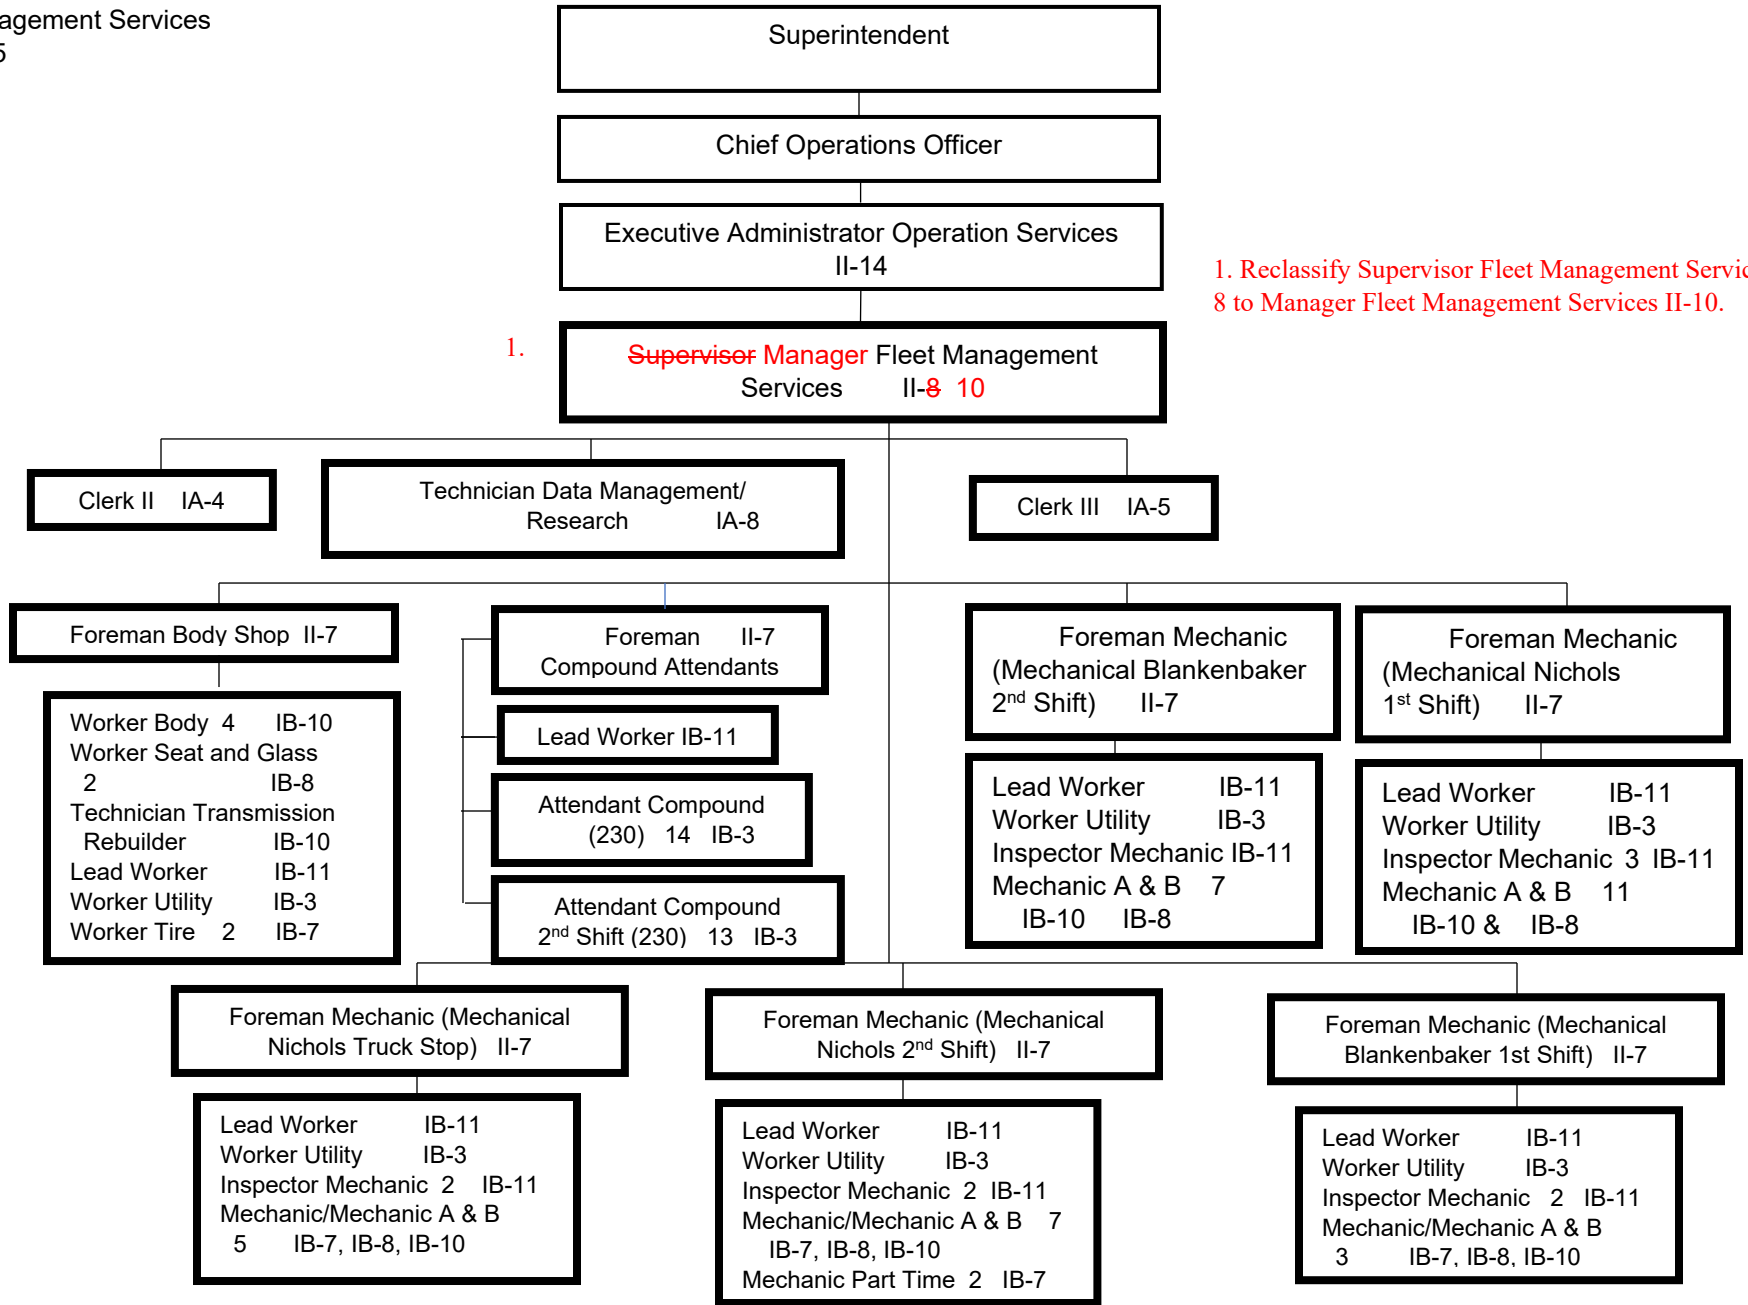 agement Services
5
Superintendent
Chief Operations Officer
Executive Administrator Operation Services
II-14
1. Reclassify Supervisor Fleet Management Servic
8 to Manager Fleet Management Services II-10.
1.
Supervisor Manager Fleet Management
Services II-8 10
Clerk II IA-4
Technician Data Management/
Research IA-8
Clerk III IA-5
Foreman Body Shop II-7
Worker Body 4 IB-10
Worker Seat and Glass
2 IB-8
Technician Transmission
Rebuilder IB-10
Lead Worker IB-11
Worker Utility IB-3
Worker Tire 2 IB-7
Foreman II-7
Compound Attendants
Lead Worker IB-11
Attendant Compound
(230) 14 IB-3
Attendant Compound
2nd Shift (230) 13 IB-3
Foreman Mechanic
(Mechanical Blankenbaker
2nd Shift) II-7
Lead Worker IB-11
Worker Utility IB-3
Inspector Mechanic IB-11
Mechanic A & B 7
IB-10 IB-8
Foreman Mechanic
(Mechanical Nichols
1st Shift) II-7
Lead Worker IB-11
Worker Utility IB-3
Inspector Mechanic 3 IB-11
Mechanic A & B 11
IB-10 & IB-8
Foreman Mechanic (Mechanical
Nichols Truck Stop) II-7
Lead Worker IB-11
Worker Utility IB-3
Inspector Mechanic 2 IB-11
Mechanic/Mechanic A & B
5 IB-7, IB-8, IB-10
Foreman Mechanic (Mechanical
Nichols 2nd Shift) II-7
Lead Worker IB-11
Worker Utility IB-3
Inspector Mechanic 2 IB-11
Mechanic/Mechanic A & B 7
IB-7, IB-8, IB-10
Mechanic Part Time 2 IB-7
Foreman Mechanic (Mechanical
Blankenbaker 1st Shift) II-7
Lead Worker IB-11
Worker Utility IB-3
Inspector Mechanic 2 IB-11
Mechanic/Mechanic A & B
3 IB-7, IB-8, IB-10